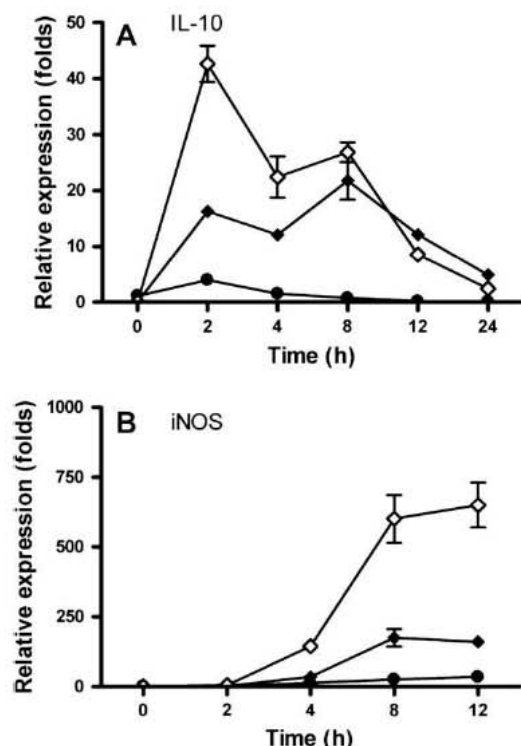 A IL-10
Relative expression (folds)
50
40
30
20
10
0
0 2 4 8 12 24
Time (h)
B iNOS
Relative expression (folds)
1000
750
500
250
0
0 2 4 8 12
Time (h)